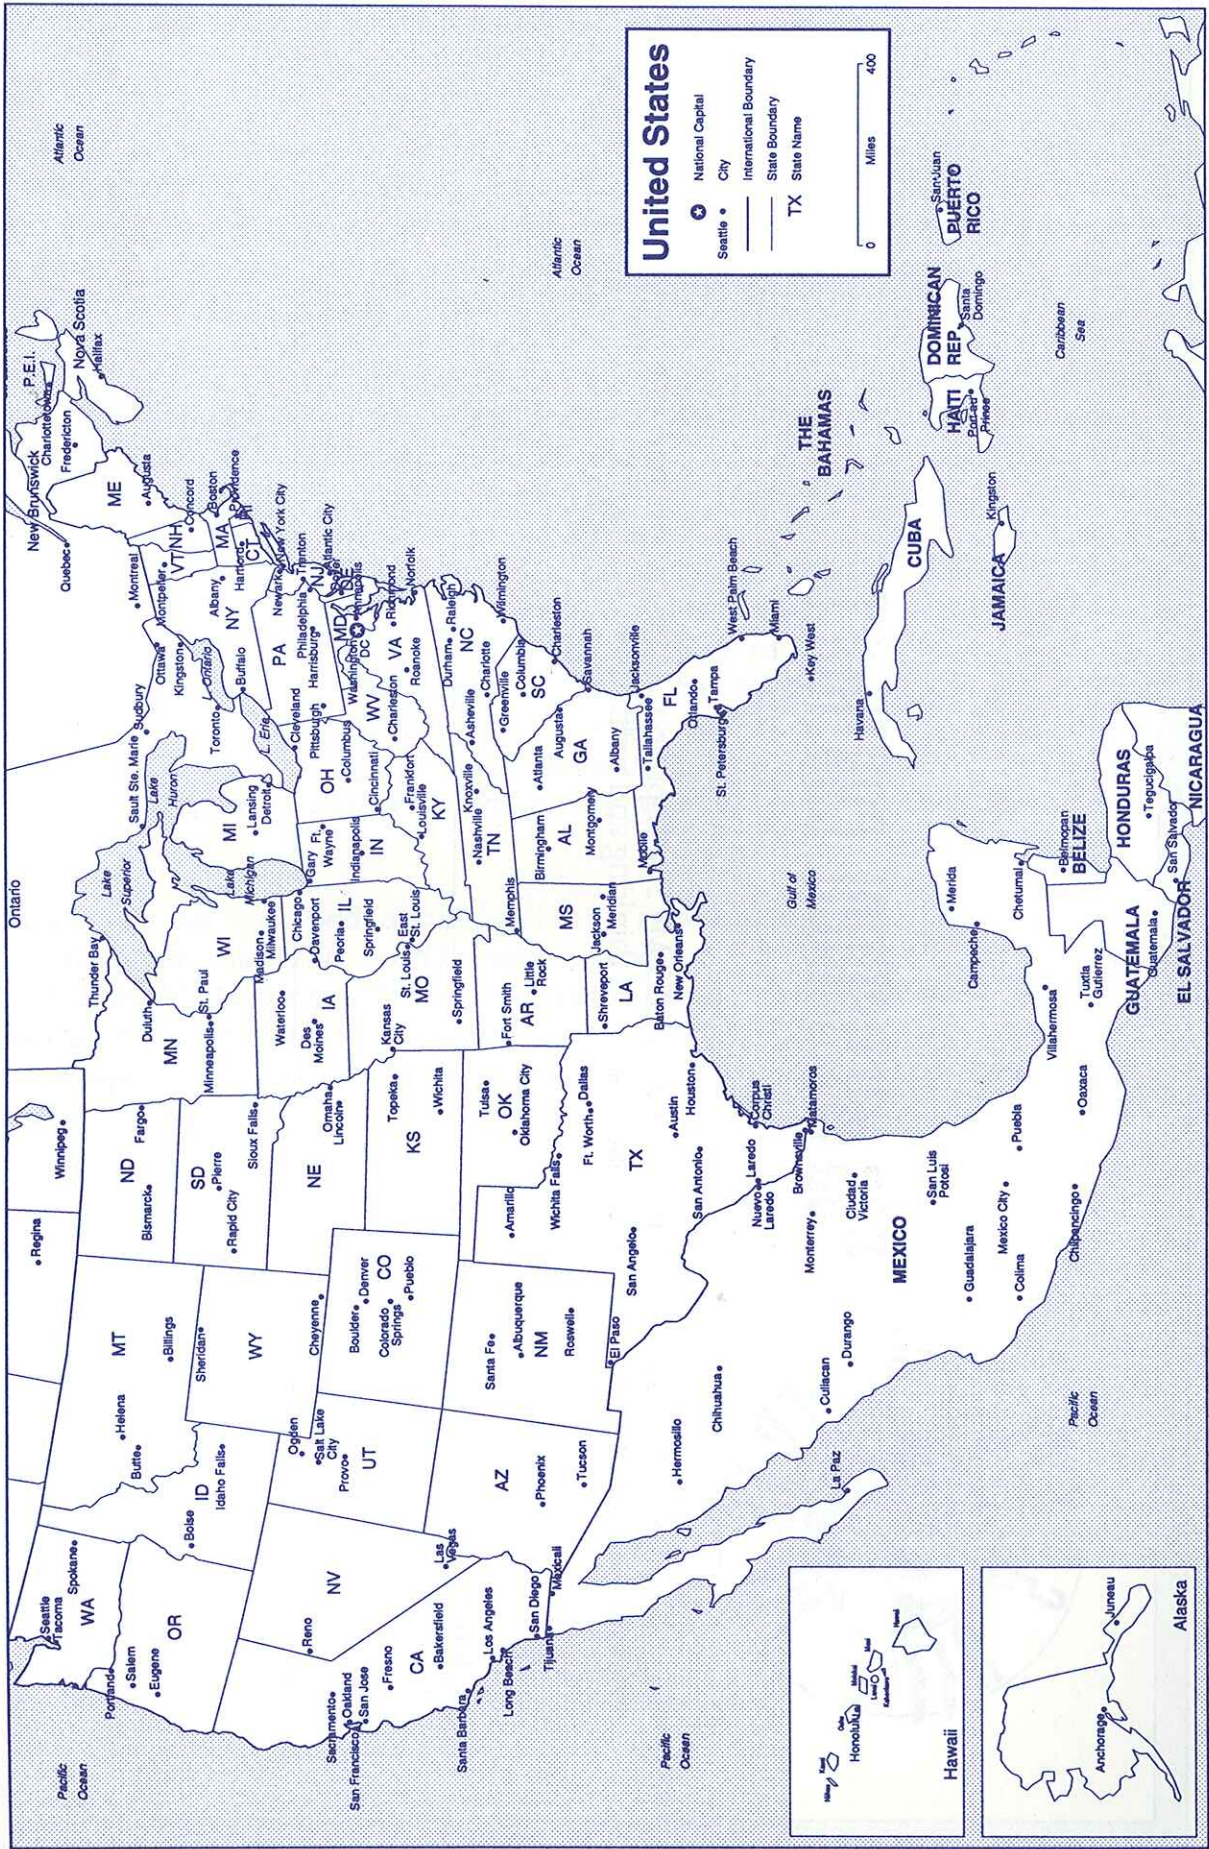 United States
National Capital
Seattle
City
International Boundary
State Boundary
TX
State Name
0
Miles
400
Pacific
Ocean
Seattle
Tacoma
WA
Spokane
Portland
Salem
Eugene
OR
Boise
ID
Idaho Falls
Butte
Helena
MT
Billings
Sheridan
WY
Cheyenne
Reno
NV
Las
Vegas
Sacramento
San Francisco
Oakland
San Jose
Fresno
CA
Bakersfield
Santa Barbara
Los Angeles
Long Beach
San Diego
Tijuana
Mexicali
Ogden
Salt Lake
City
Provo
UT
AZ
Phoenix
Tucson
Boulder
Denver
CO
Colorado
Springs
Pueblo
Santa Fe
Albuquerque
NM
Roswell
El Paso
Regina
Winnipeg
ND
Bismarck
Fargo
SD
Pierre
Rapid City
Sioux Falls
NE
Omaha
Lincoln
KS
Topeka
Wichita
Tulsa
OK
Oklahoma City
Amarillo
Wichita Falls
Ft. Worth
Dallas
TX
San Angelo
Austin
Houston
San Antonio
Corpus
Christi
Laredo
Nuevo
Laredo
Brownsville
Matamoros
Ontario
Thunder Bay
Duluth
MN
Minneapolis
St. Paul
WI
Madison
Milwaukee
Waterloo
Des
Moines
IA
Davenport
Chicago
Peoria
IL
Springfield
East
St. Louis
St. Louis
Kansas
City
MO
Springfield
Fort Smith
AR
Little
Rock
Shreveport
LA
Baton Rouge
New Orleans
Memphis
MS
Jackson
Meridian
Lake
Superior
Lake
Michigan
Lake
Huron
L. Erie
L. Ontario
Sault Ste. Marie
Sudbury
MI
Lansing
Detroit
Gary
Ft.
Wayne
Indianapolis
IN
OH
Cleveland
Columbus
Cincinnati
Frankfort
Louisville
KY
Knoxville
Nashville
TN
Birmingham
AL
Montgomery
Mobile
Atlanta
Augusta
GA
Albany
Savannah
Tallahassee
Jacksonville
FL
Orlando
Tampa
St. Petersburg
West Palm Beach
Miami
Key West
Toronto
Ottawa
Kingston
Montreal
Quebec
New Brunswick
Charlottetown
P.E.I.
Fredericton
Nova Scotia
Halifax
ME
Augusta
Montpelier
VT
NH
Concord
MA
Boston
Providence
RI
Hartford
CT
Albany
NY
Buffalo
New York City
Newark
Trenton
NJ
Atlantic City
PA
Philadelphia
Harrisburg
Pittsburgh
Dover
DE
Annapolis
MD
Washington
DC
WV
Charleston
VA
Richmond
Roanoke
Norfolk
Durham
Raleigh
NC
Charlotte
Asheville
Wilmington
Greenville
Columbia
SC
Charleston
Atlantic
Ocean
Atlantic
Ocean
Gulf of
Mexico
THE
BAHAMAS
Havana
CUBA
JAMAICA
Kingston
HAITI
Port-au
Prince
DOMINICAN
REP.
Santa
Domingo
San Juan
PUERTO
RICO
Caribbean
Sea
MEXICO
Hermosillo
Chihuahua
La Paz
Culiacan
Durango
Monterrey
Ciudad
Victoria
San Luis
Potosi
Guadalajara
Mexico City
Colima
Puebla
Chilpancingo
Oaxaca
Villahermosa
Tuxtla
Gutierrez
Campeche
Merida
Chetumal
Belmopan
BELIZE
GUATEMALA
Guatemala
EL SALVADOR
San Salvador
HONDURAS
Tegucigalpa
NICARAGUA
Pacific
Ocean
Pacific
Ocean
Honolulu
Hawaii
Anchorage
Juneau
Alaska